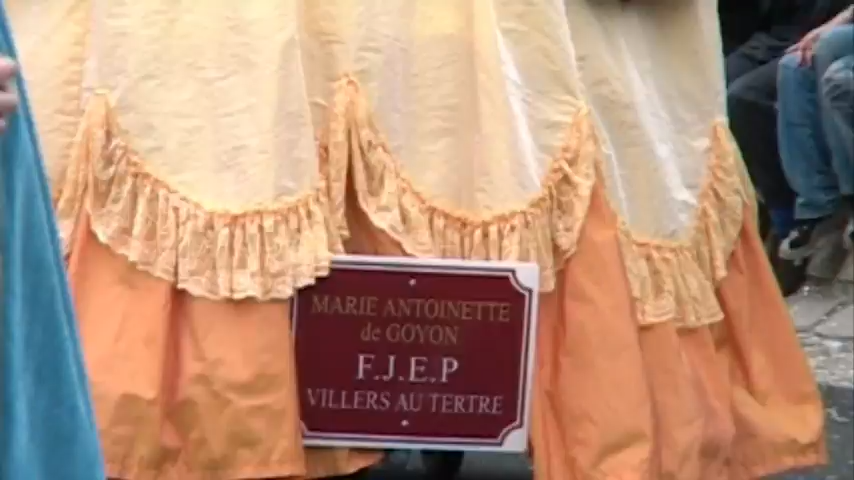 MARIE ANTOINETTE
de GOYON
F.J.E.P
VILLERS AU TERTRE